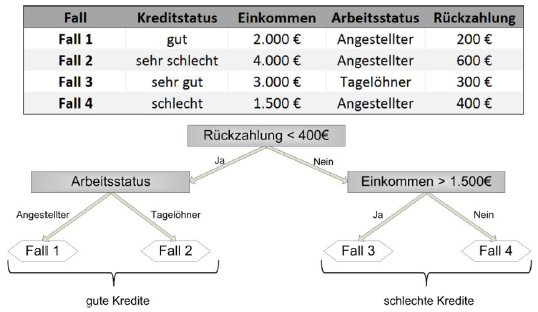 Fall Kreditstatus Einkommen Arbeitsstatus Rückzahlung
Fall 1 gut 2.000 € Angestellter 200 €
Fall 2 sehr schlecht 4.000 € Angestellter 600 €
Fall 3 sehr gut 3.000 € Tagelöhner 300 €
Fall 4 schlecht 1.500 € Angestellter 400 €
Rückzahlung < 400€
Ja Nein
Arbeitsstatus Einkommen > 1.500€
Angestellter Tagelöhner Ja Nein
Fall 1 Fall 2 Fall 3 Fall 4
gute Kredite schlechte Kredite